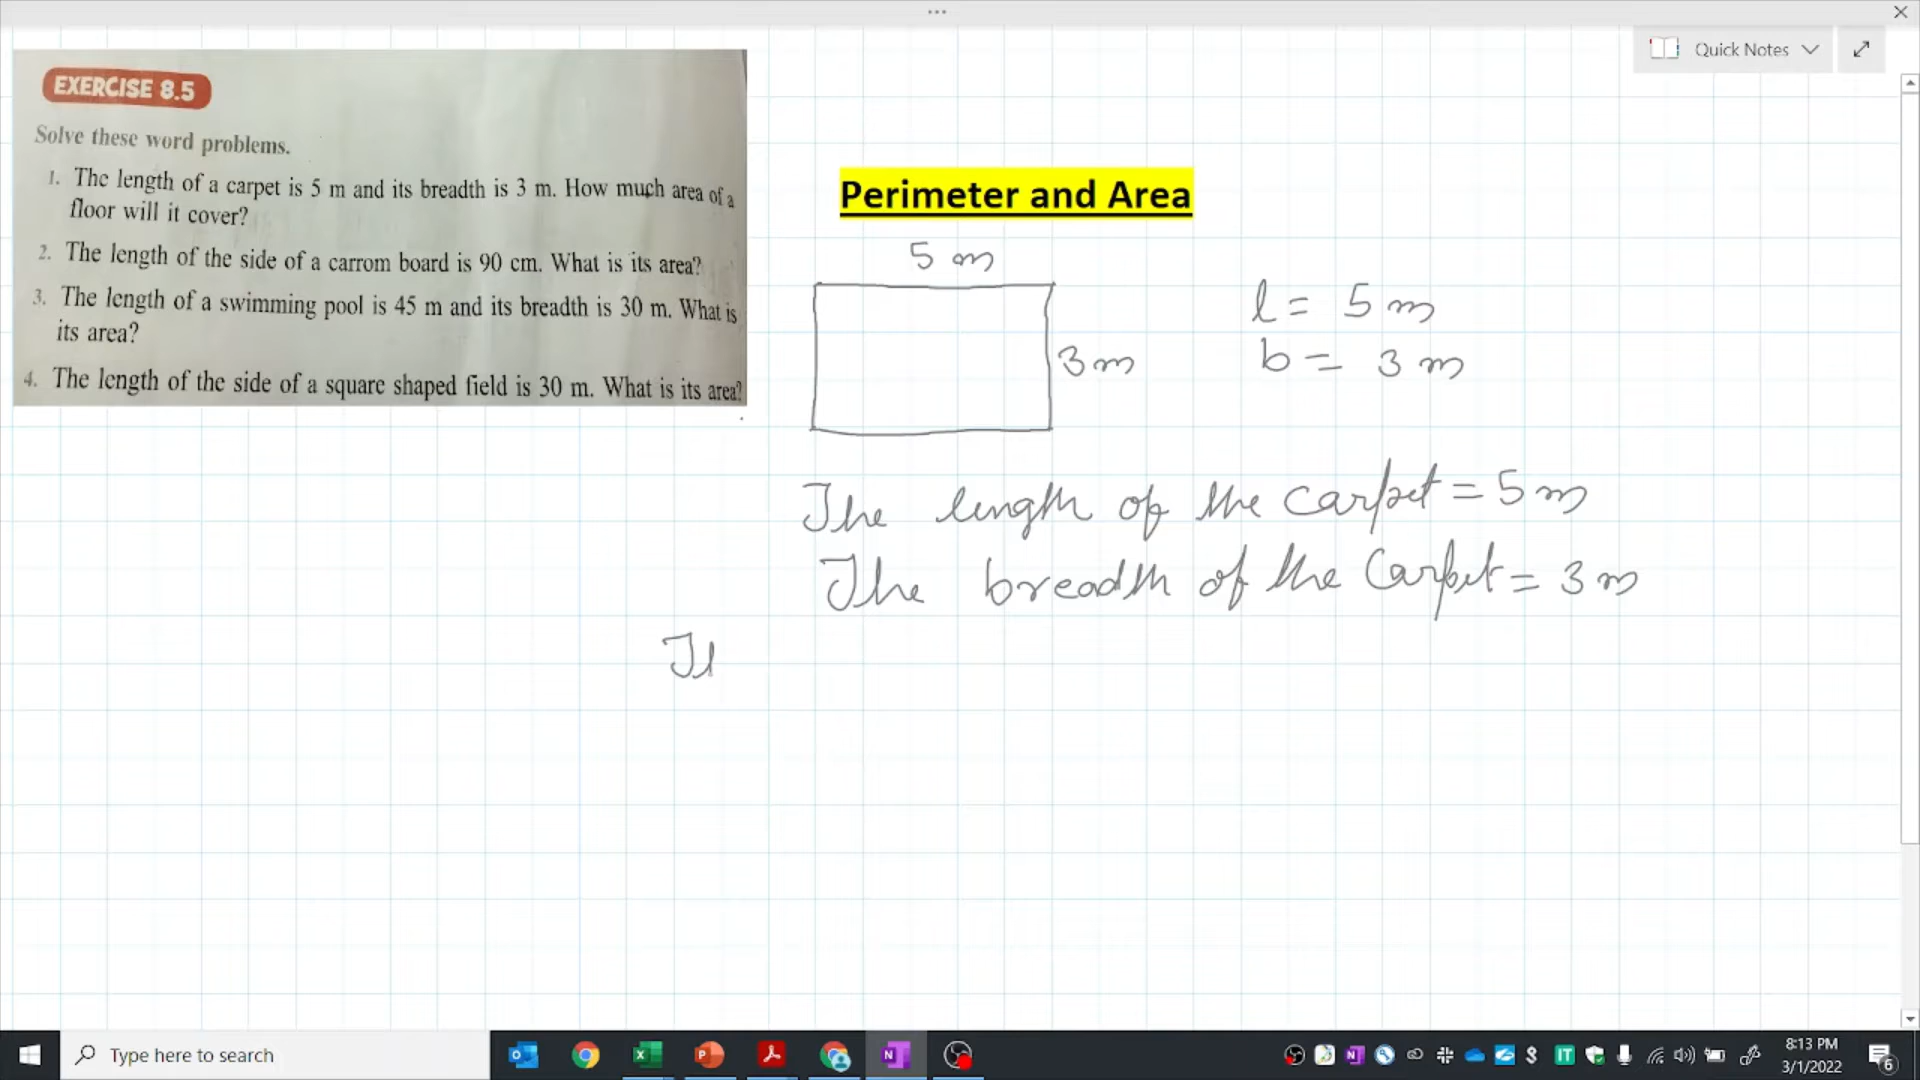 Quick Notes
EXERCISE 8.5
Solve these word problems.
1. The length of a carpet is 5 m and its breadth is 3 m. How much area of a
floor will it cover?
2. The length of the side of a carrom board is 90 cm. What is its area?
3. The length of a swimming pool is 45 m and its breadth is 30 m. What is
its area?
4. The length of the side of a square shaped field is 30 m. What is its area?
Perimeter and Area
5 m
3 m
l = 5 m
b = 3 m
The length of the carpet = 5 m
The breadth of the Carpet = 3 m
Type here to search
8:13 PM
3/1/2022
6